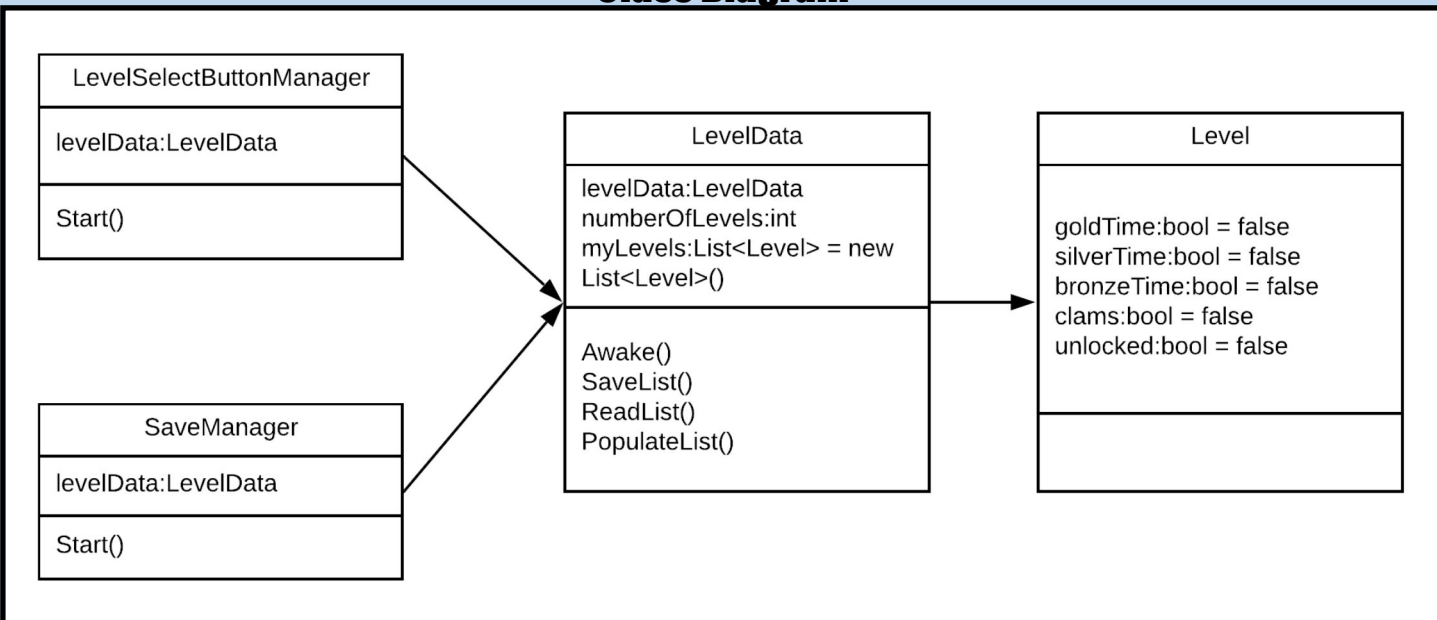 Class Diagram
LevelSelectButtonManager
levelData:LevelData
Start()
SaveManager
levelData:LevelData
Start()
LevelData
levelData:LevelData
numberOfLevels:int
myLevels:List<Level> = new
List<Level>()
Awake()
SaveList()
ReadList()
PopulateList()
Level
goldTime:bool = false
silverTime:bool = false
bronzeTime:bool = false
clams:bool = false
unlocked:bool = false